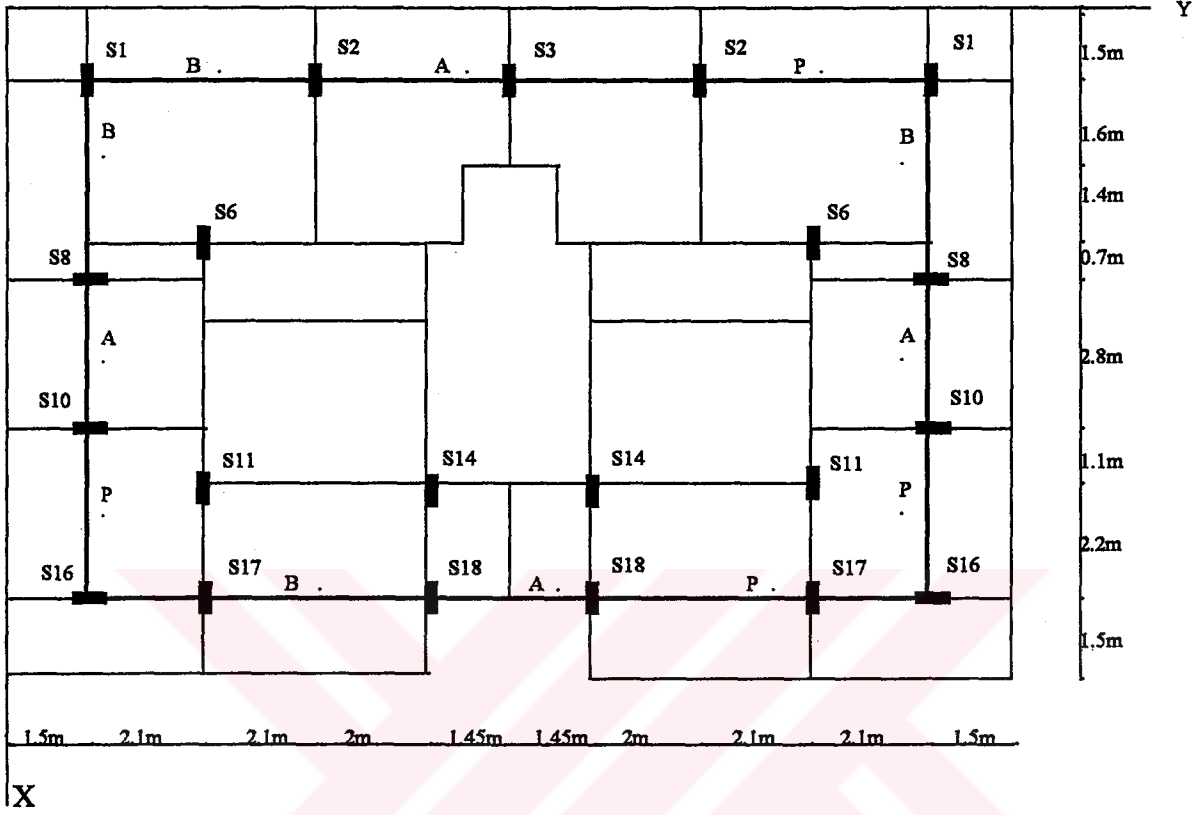 Y
S1 S2 S3 S2 S1
B . A . P .
1.5m
B B
1.6m
1.4m
S6 S6
0.7m
S8 S8
A A
2.8m
S10 S10
1.1m
S11 S14 S14 S11
P P
2.2m
S16 S17 S18 S18 S17 S16
B . A . P .
1.5m
1.5m 2.1m 2.1m 2m 1.45m 1.45m 2m 2.1m 2.1m 1.5m
X